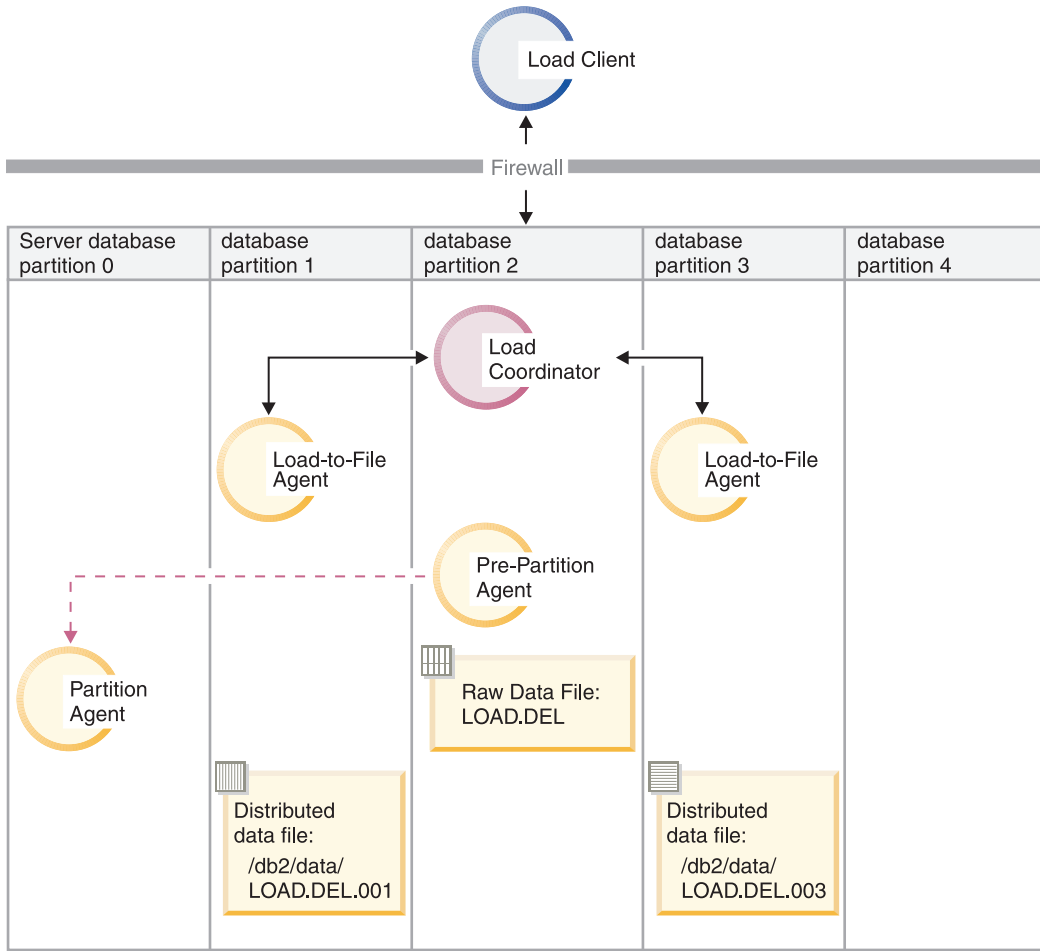 Load Client
Firewall
Server database
partition 0
database
partition 1
database
partition 2
database
partition 3
database
partition 4
Load
Coordinator
Load-to-File
Agent
Load-to-File
Agent
Pre-Partition
Agent
Partition
Agent
Raw Data File:
LOAD.DEL
Distributed
data file:
/db2/data/
LOAD.DEL.001
Distributed
data file:
/db2/data/
LOAD.DEL.003